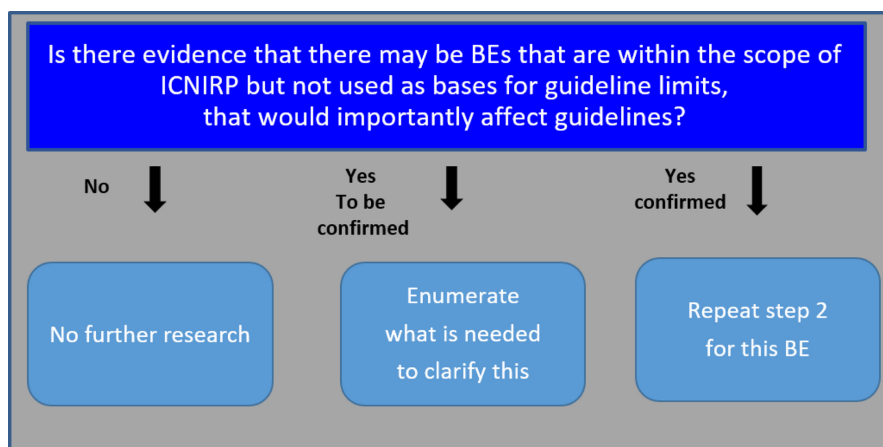 Is there evidence that there may be BEs that are within the scope of
ICNIRP but not used as bases for guideline limits,
that would importantly affect guidelines?
No
Yes
To be
confirmed
Yes
confirmed
No further research
Enumerate
what is needed
to clarify this
Repeat step 2
for this BE